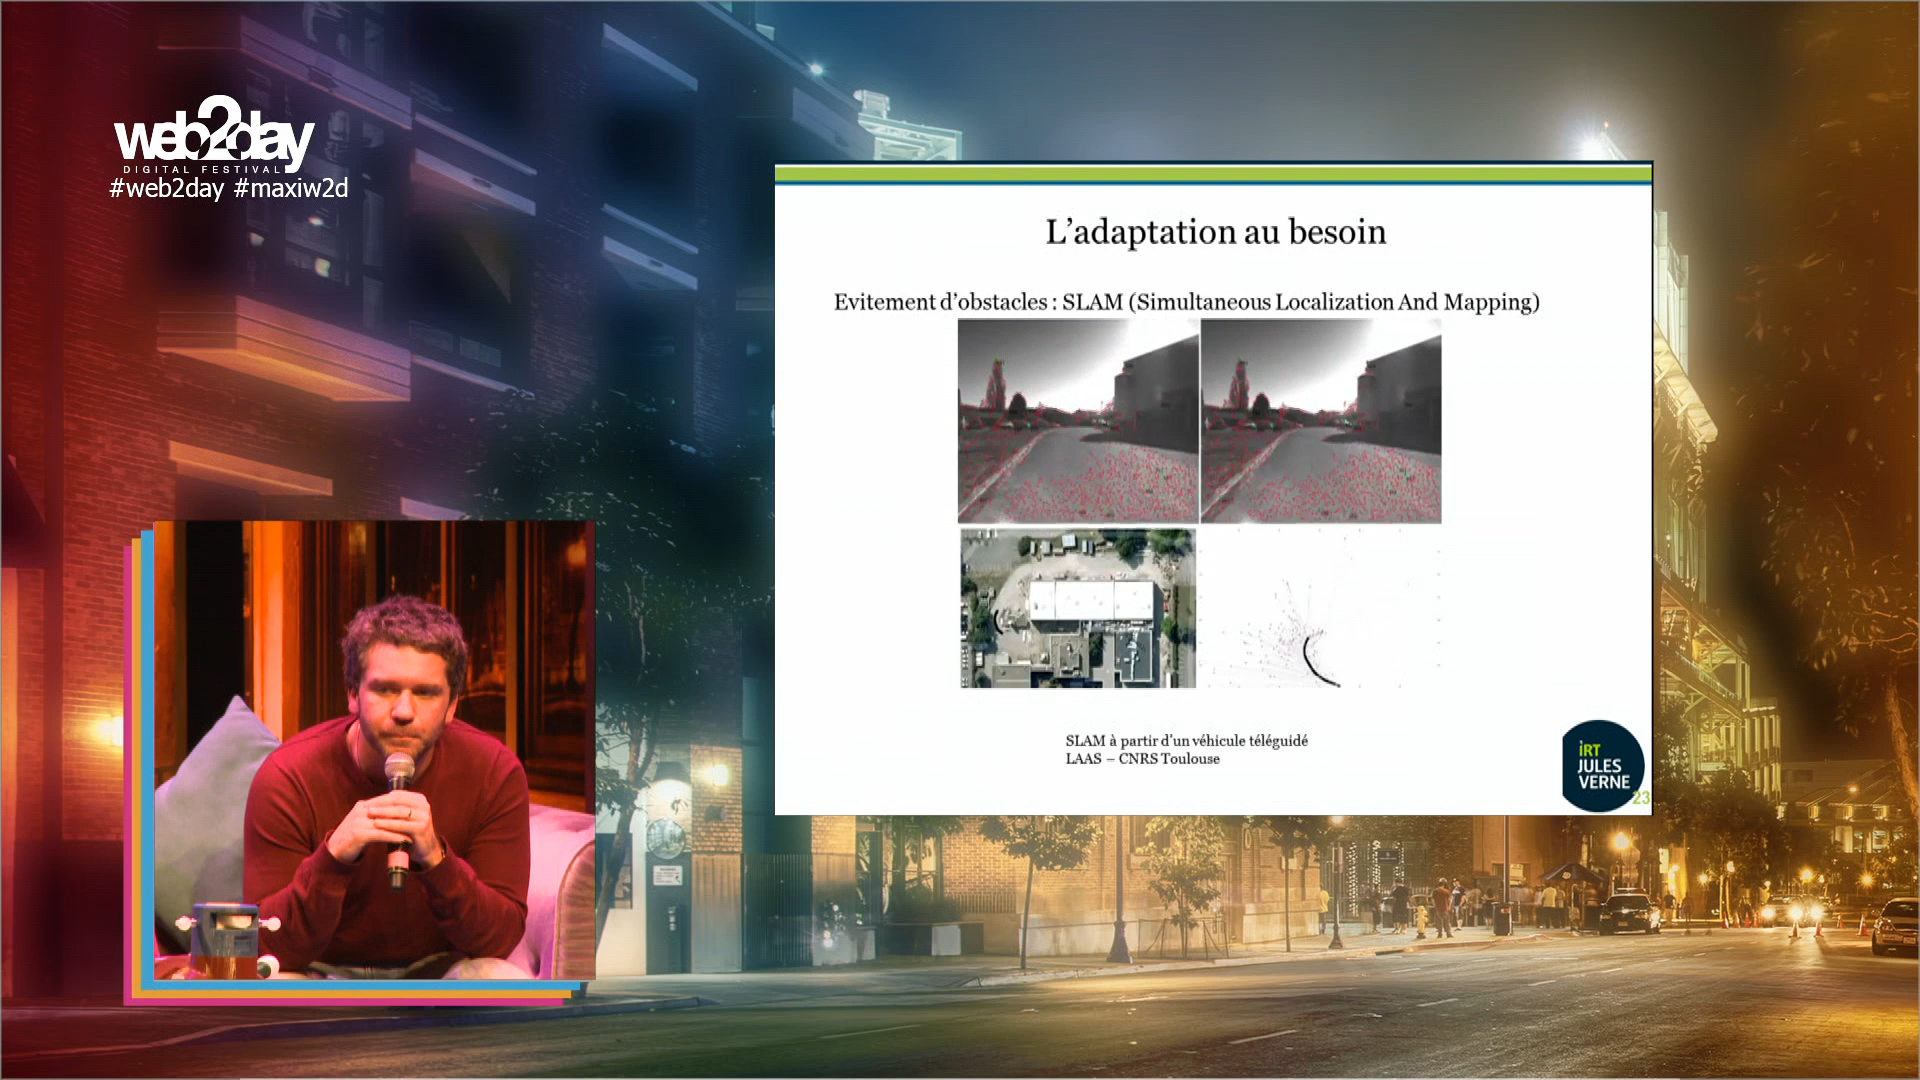 web2day
DIGITAL FESTIVAL
#web2day #maxiw2d
L'adaptation au besoin
Evitement d'obstacles : SLAM (Simultaneous Localization And Mapping)
SLAM à partir d'un véhicule téléguidé
LAAS – CNRS Toulouse
iRT
JULES
VERNE
23